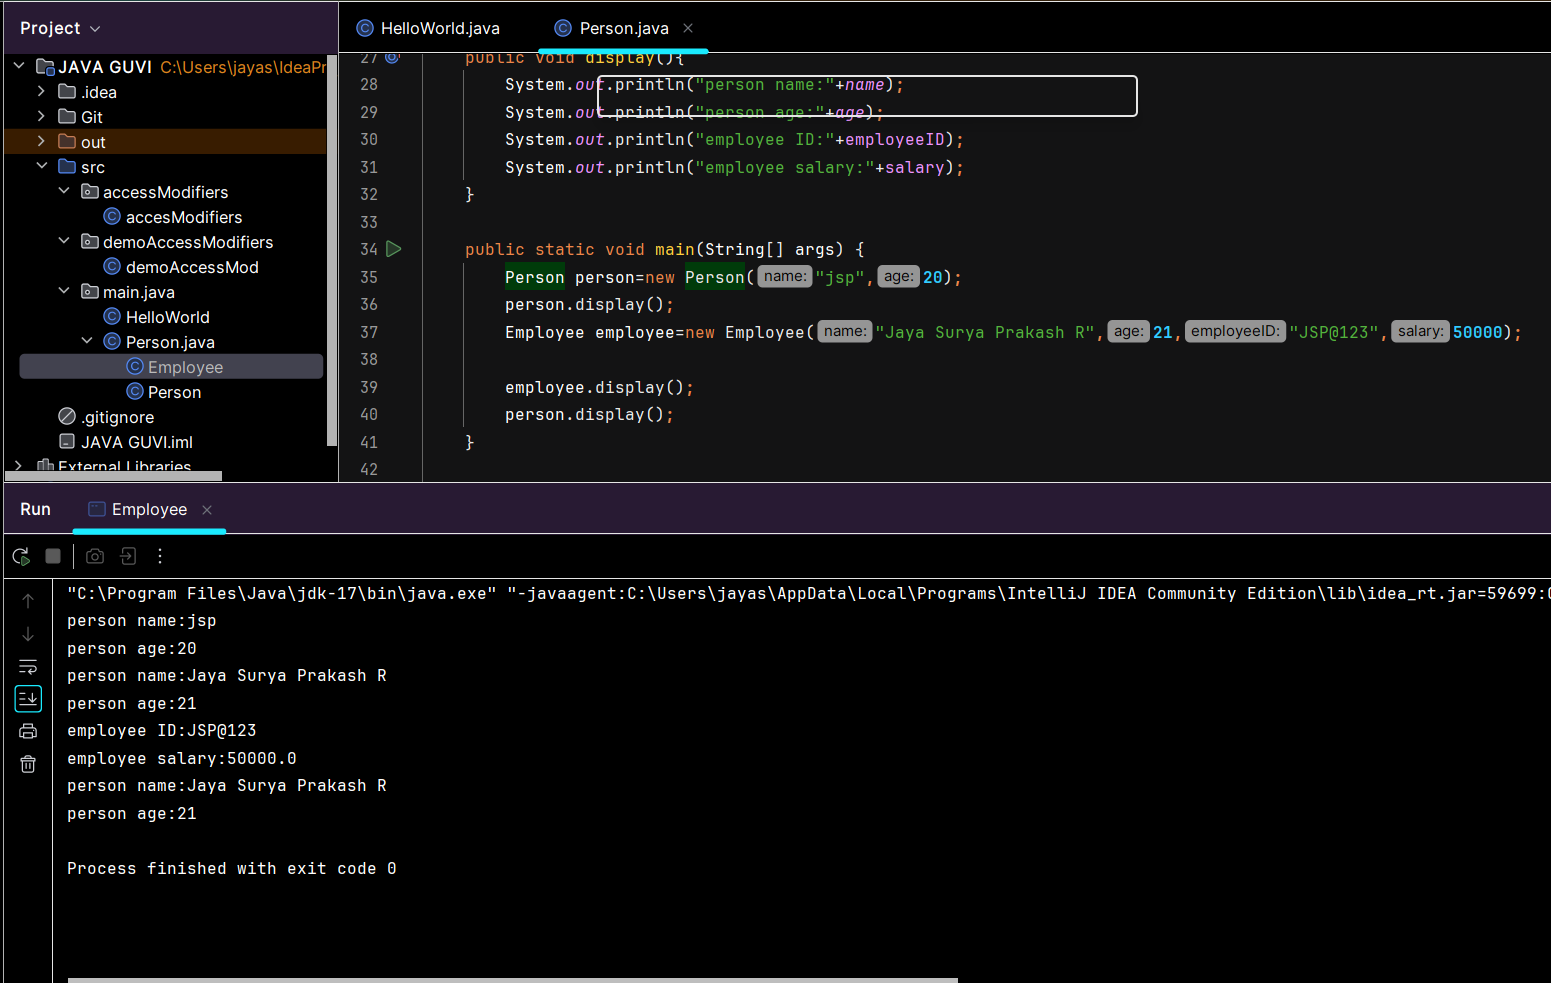 Project
HelloWorld.java
Person.java
JAVA GUVI C:\Users\jayas\IdeaPr
.idea
Git
out
src
accessModifiers
accesModifiers
demoAccessModifiers
demoAccessMod
main.java
HelloWorld
Person.java
Employee
Person
.gitignore
JAVA GUVI.iml
External Libraries
27 public void display(){
28 System.out.println("person name:"+name);
29 System.out.println("person age:"+age);
30 System.out.println("employee ID:"+employeeID);
31 System.out.println("employee salary:"+salary);
32 }
33
34 public static void main(String[] args) {
35 Person person=new Person( name: "jsp", age: 20);
36 person.display();
37 Employee employee=new Employee( name: "Jaya Surya Prakash R", age: 21, employeeID: "JSP@123", salary: 50000);
38
39 employee.display();
40 person.display();
41 }
42
Run
Employee
"C:\Program Files\Java\jdk-17\bin\java.exe" "-javaagent:C:\Users\jayas\AppData\Local\Programs\IntelliJ IDEA Community Edition\lib\idea_rt.jar=59699:
person name:jsp
person age:20
person name:Jaya Surya Prakash R
person age:21
employee ID:JSP@123
employee salary:50000.0
person name:Jaya Surya Prakash R
person age:21
Process finished with exit code 0